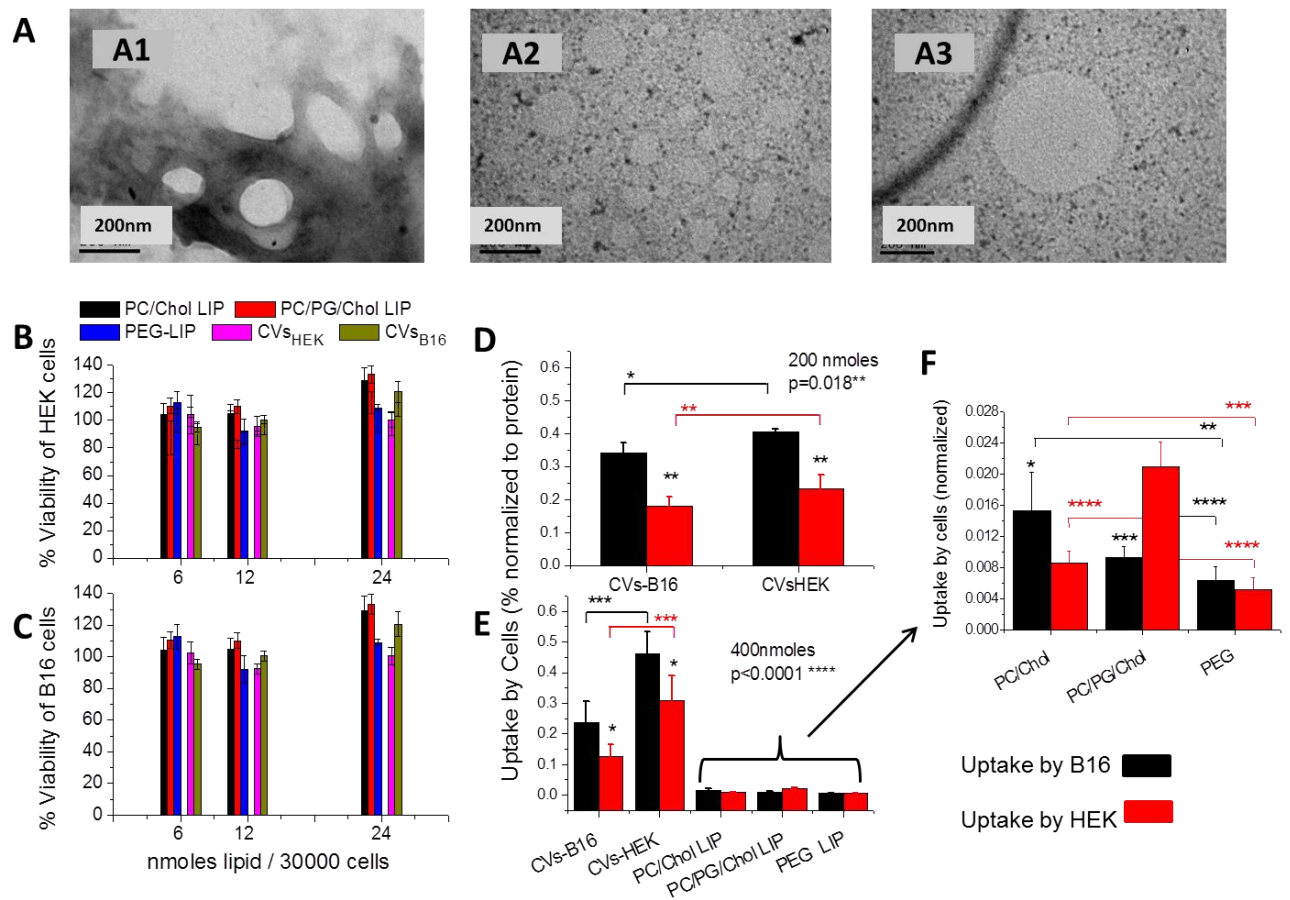 A
A1
200nm
A2
200nm
A3
200nm
PC/Chol LIP
PC/PG/Chol LIP
PEG-LIP
CVsHEK
CVsB16
B
% Viability of HEK cells
140
120
100
80
60
40
20
0
6
12
24
C
% Viability of B16 cells
140
120
100
80
60
40
20
0
6
12
24
nmoles lipid / 30000 cells
D
Uptake by Cells (% normalized to protein)
0.6
0.5
0.4
0.3
0.2
0.1
0.0
*
**
**
**
200 nmoles
p=0.018**
CVs-B16
CVsHEK
E
0.6
0.5
0.4
0.3
0.2
0.1
0.0
***
***
*
*
400nmoles
p<0.0001 ****
CVs-B16
CVs-HEK
PC/Chol LIP
PC/PG/Chol LIP
PEG LIP
F
Uptake by cells (normalized)
0.028
0.024
0.020
0.016
0.012
0.008
0.004
0.000
***
**
*
****
****
***
****
PC/Chol
PC/PG/Chol
PEG
Uptake by B16
Uptake by HEK